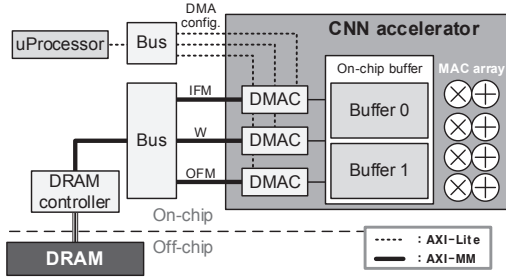 DMA
config.
CNN accelerator
uProcessor
Bus
On-chip buffer
MAC array
IFM
DMAC
Buffer 0
Bus
W
DMAC
OFM
DMAC
Buffer 1
DRAM
controller
On-chip
Off-chip
DRAM
: AXI-Lite
: AXI-MM